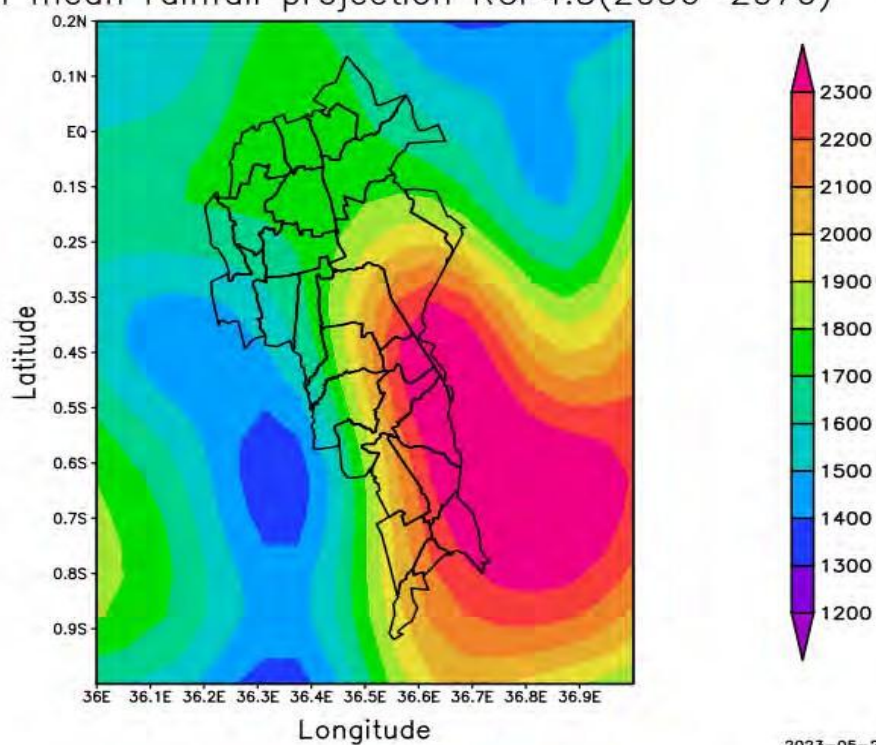 mean rainfall projection RCP4.5(2050-2070)
0.2N
0.1N
EQ
0.1S
0.2S
0.3S
0.4S
0.5S
0.6S
0.7S
0.8S
0.9S
Latitude
36E 36.1E 36.2E 36.3E 36.4E 36.5E 36.6E 36.7E 36.8E 36.9E
Longitude
2300
2200
2100
2000
1900
1800
1700
1600
1500
1400
1300
1200